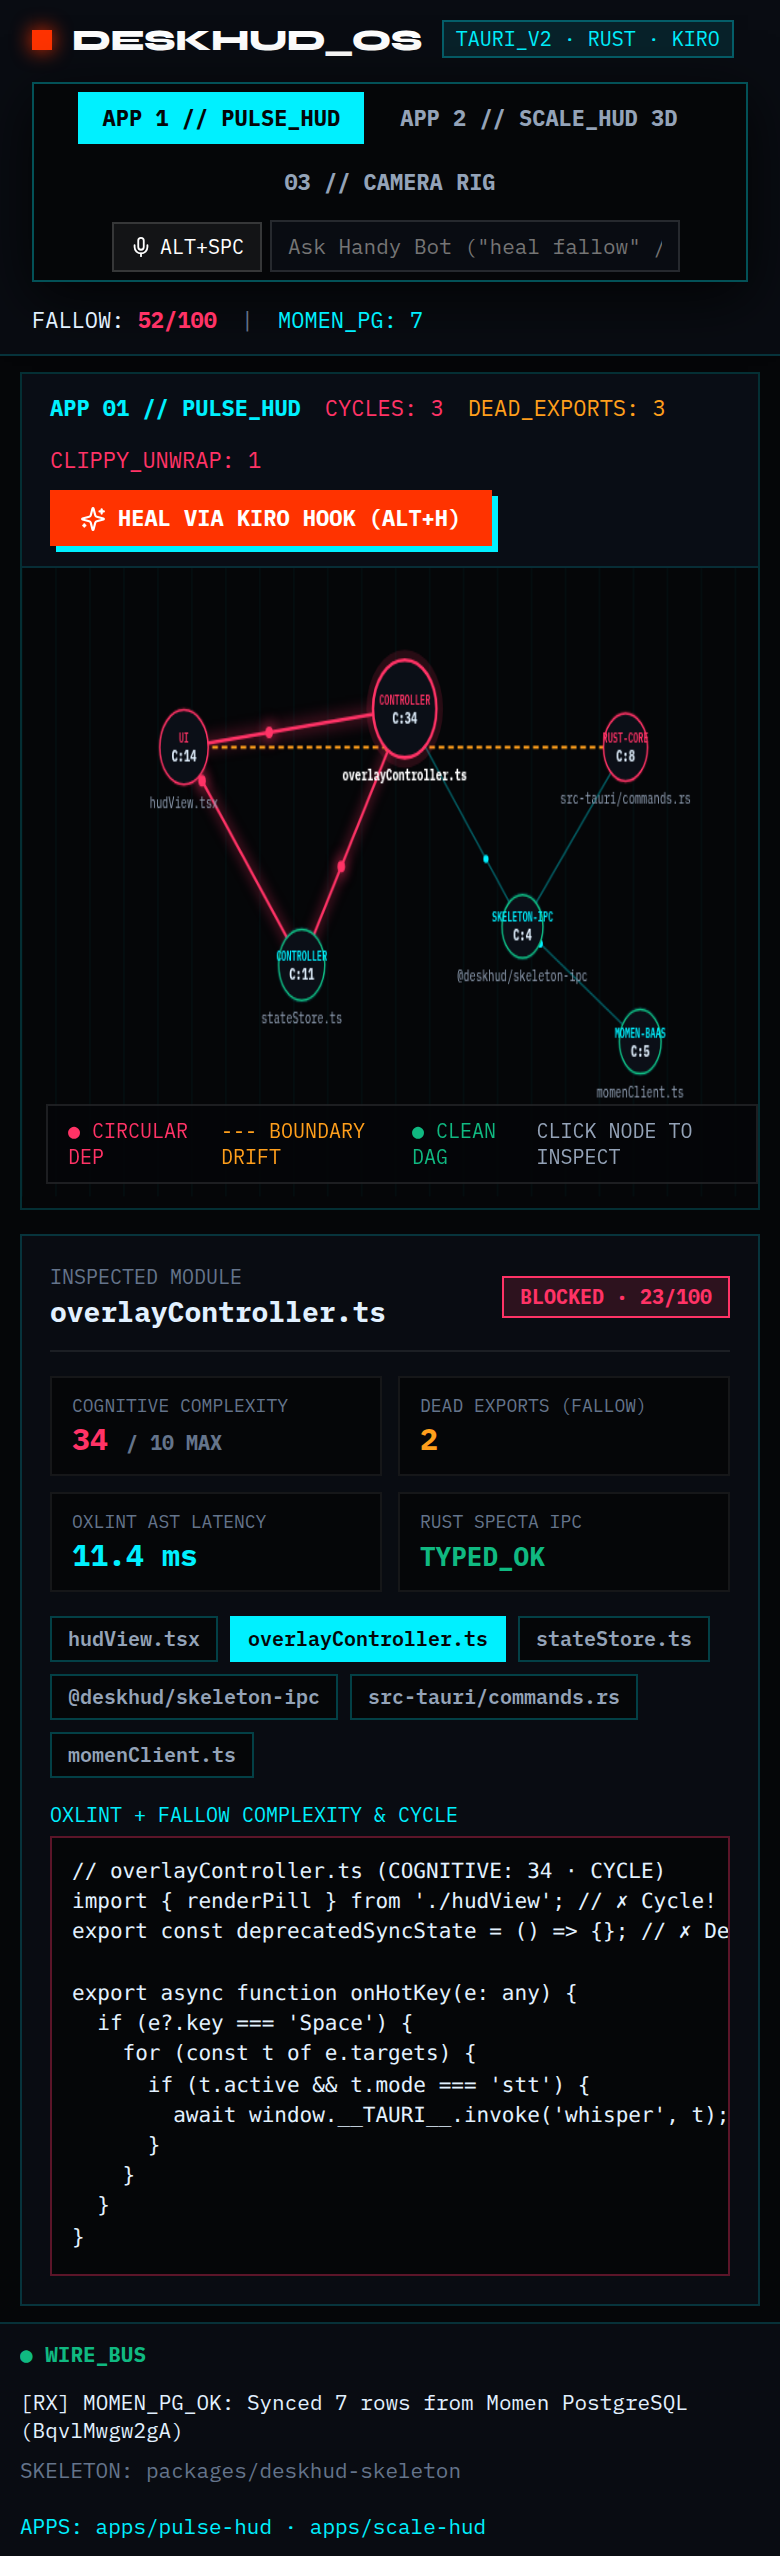 DESKHUD_OS
TAURI_V2 · RUST · KIRO
APP 1 // PULSE_HUD
APP 2 // SCALE_HUD 3D
03 // CAMERA RIG
ALT+SPC
Ask Handy Bot ("heal fallow" /
FALLOW: 52/100 | MOMEN_PG: 7
APP 01 // PULSE_HUD CYCLES: 3 DEAD_EXPORTS: 3
CLIPPY_UNWRAP: 1
HEAL VIA KIRO HOOK (ALT+H)
CONTROLLER
C:34
overlayController.ts
UI
C:14
hudView.tsx
RUST-CORE
C:8
src-tauri/commands.rs
SKELETON-IPC
C:4
@deskhud/skeleton-ipc
CONTROLLER
C:11
stateStore.ts
MOMEN-BAAS
C:5
momenClient.ts
● CIRCULAR DEP
--- BOUNDARY DRIFT
● CLEAN DAG
CLICK NODE TO INSPECT
INSPECTED MODULE
overlayController.ts
BLOCKED · 23/100
COGNITIVE COMPLEXITY
34 / 10 MAX
DEAD EXPORTS (FALLOW)
2
OXLINT AST LATENCY
11.4 ms
RUST SPECTA IPC
TYPED_OK
hudView.tsx
overlayController.ts
stateStore.ts
@deskhud/skeleton-ipc
src-tauri/commands.rs
momenClient.ts
OXLINT + FALLOW COMPLEXITY & CYCLE
// overlayController.ts (COGNITIVE: 34 · CYCLE)
import { renderPill } from './hudView'; // ✗ Cycle!
export const deprecatedSyncState = () => {}; // ✗ De
export async function onHotKey(e: any) {
  if (e?.key === 'Space') {
    for (const t of e.targets) {
      if (t.active && t.mode === 'stt') {
        await window.__TAURI__.invoke('whisper', t);
      }
    }
  }
}
● WIRE_BUS
[RX] MOMEN_PG_OK: Synced 7 rows from Momen PostgreSQL
(BqvlMwgw2gA)
SKELETON: packages/deskhud-skeleton
APPS: apps/pulse-hud · apps/scale-hud